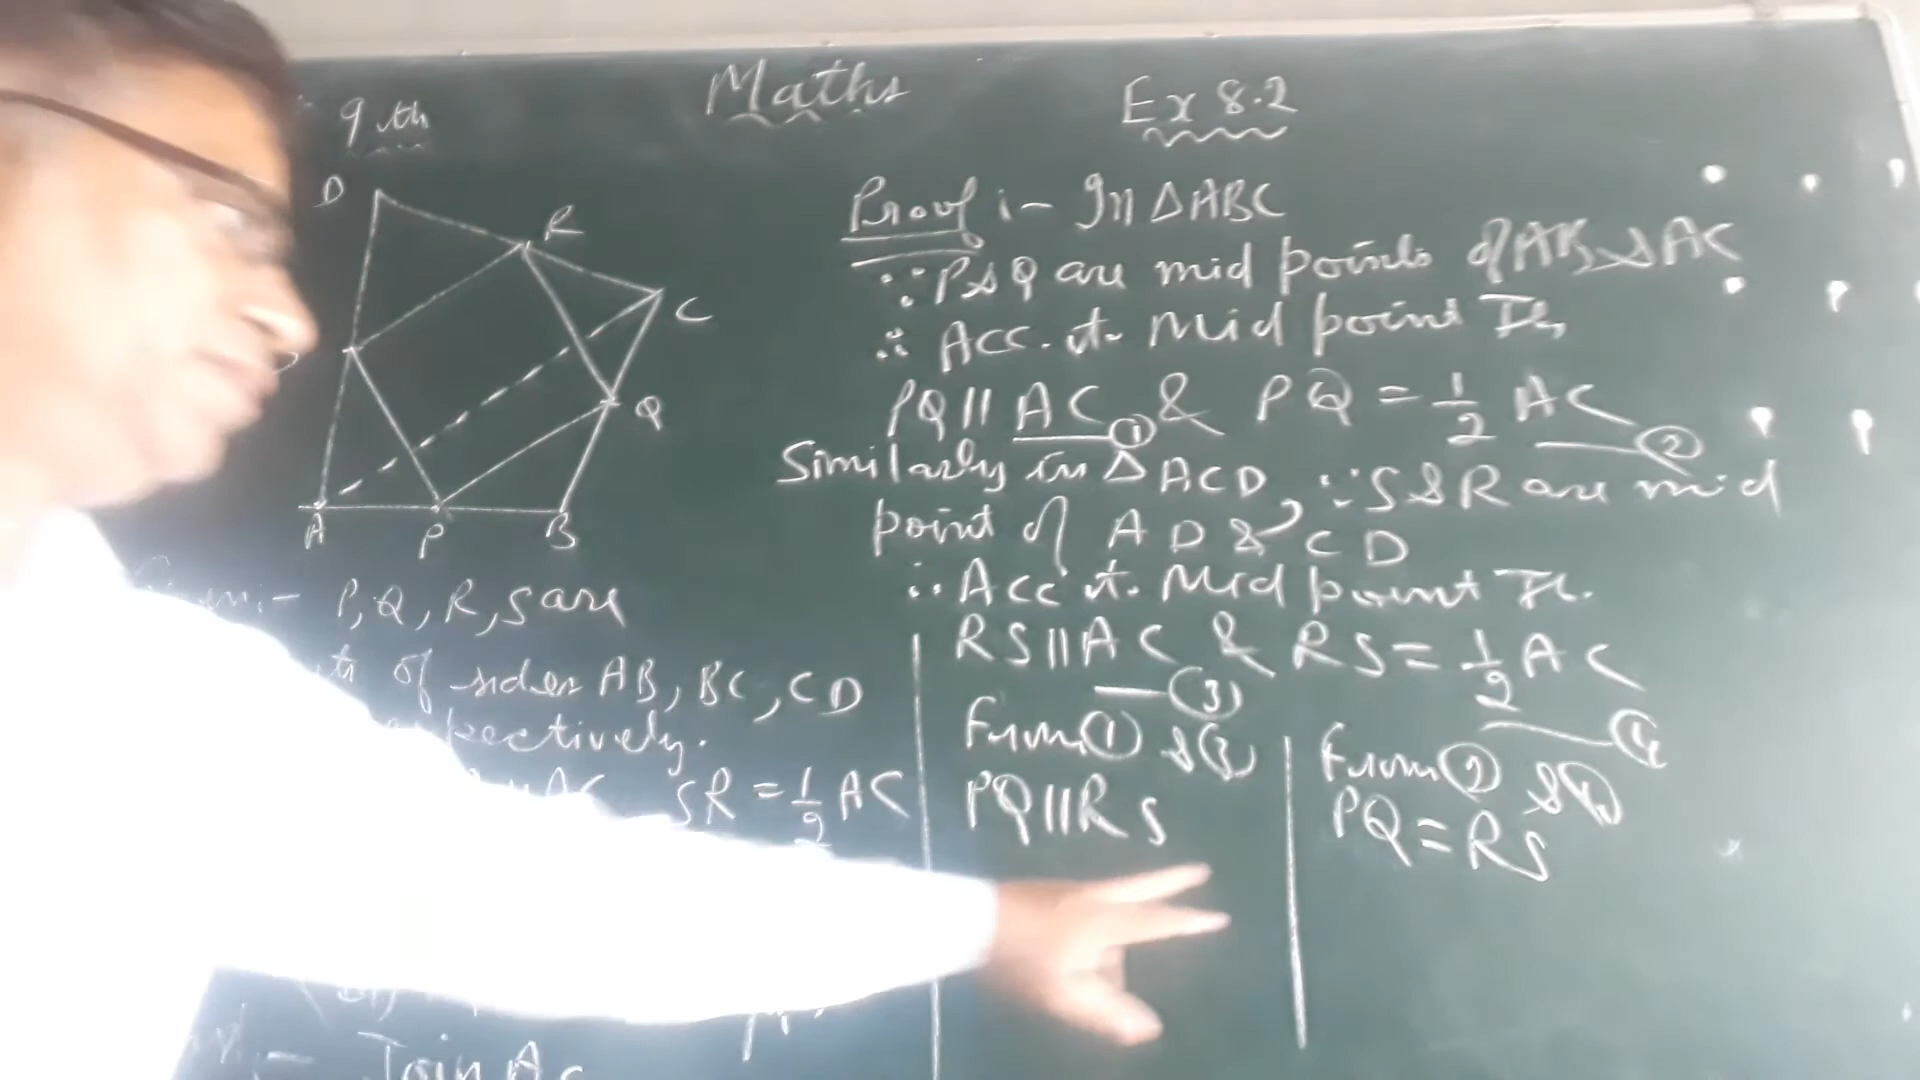 9th
Maths
Ex 8.2
D
R
C
Q
A
P
B
P, Q, R, S are
of sides AB, BC, CD
pectively.
AC SR = 1/2 AC
Join AC
Proof :- In △ABC
∵ P & Q are mid points of AB & AC
∴ Acc. to Mid point Th
PQ || AC ① & PQ = 1/2 AC ②
Similarly in △ACD, ∵ S & R are mid
point of AD & CD
∴ Acc. to Mid point Th.
RS || AC & RS = 1/2 AC
③ ④
From ① & ③
PQ || RS
From ② & ④
PQ = RS